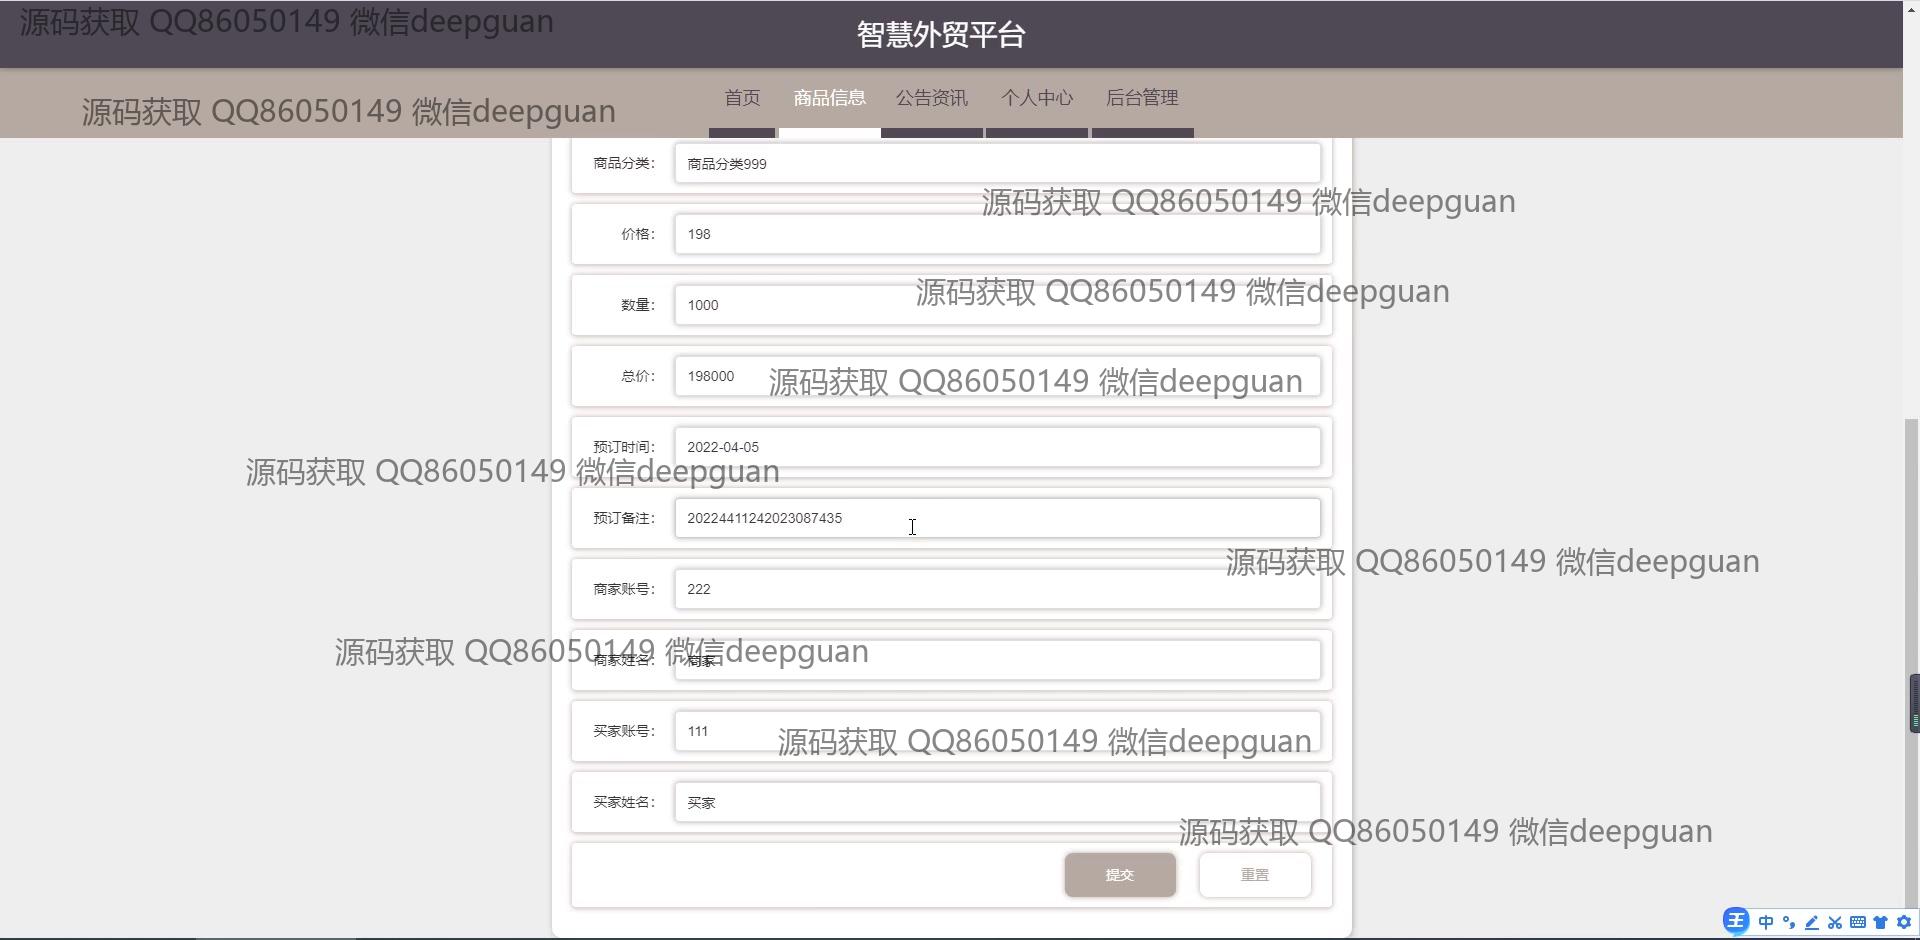 源码获取 QQ86050149 微信deepguan
智慧外贸平台
源码获取 QQ86050149 微信deepguan
首页 商品信息 公告资讯 个人中心 后台管理
商品分类： 商品分类999
源码获取 QQ86050149 微信deepguan
价格： 198
源码获取 QQ86050149 微信deepguan
数量： 1000
总价： 198000
源码获取 QQ86050149 微信deepguan
预订时间： 2022-04-05
源码获取 QQ86050149 微信deepguan
预订备注： 20224411242023087435
源码获取 QQ86050149 微信deepguan
商家账号： 222
源码获取 QQ86050149 微信deepguan
商家姓名： 商家
买家账号： 111
源码获取 QQ86050149 微信deepguan
买家姓名： 买家
源码获取 QQ86050149 微信deepguan
提交 重置
王 中